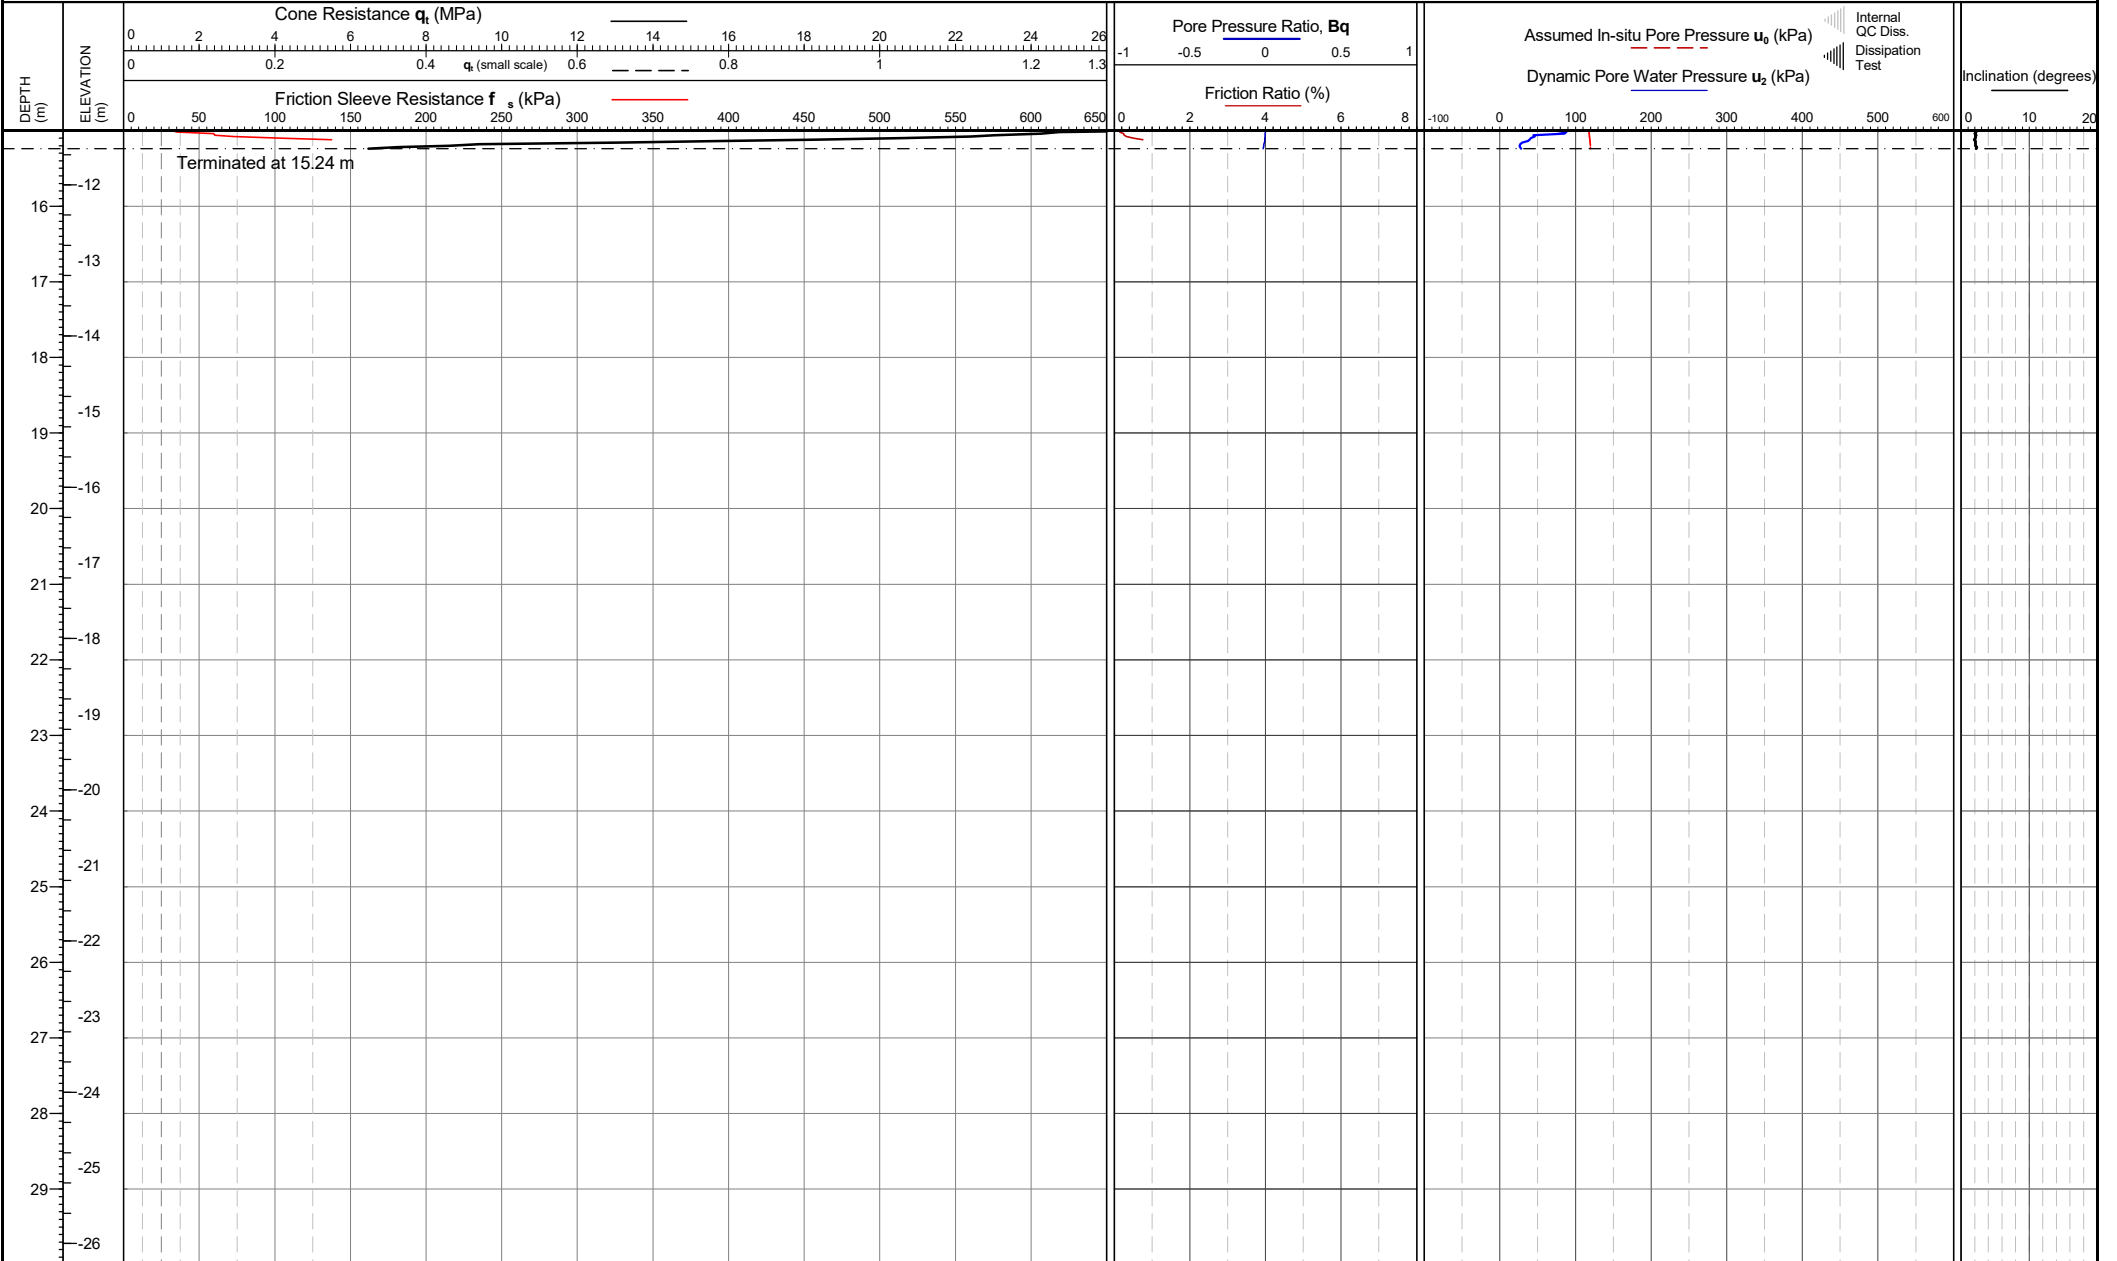 Cone Resistance qt (MPa)
0 2 4 6 8 10 12 14 16 18 20 22 24 26
0 0.2 0.4 qt (small scale) 0.6 0.8 1 1.2 1.3
Friction Sleeve Resistance f s (kPa)
0 50 100 150 200 250 300 350 400 450 500 550 600 650
DEPTH
(m)
ELEVATION
(m)
Pore Pressure Ratio, Bq
-1 -0.5 0 0.5 1
Friction Ratio (%)
0 2 4 6 8
Assumed In-situ Pore Pressure u0 (kPa)
Dynamic Pore Water Pressure u2 (kPa)
-100 0 100 200 300 400 500 600
Internal
QC Diss.
Dissipation
Test
Inclination (degrees)
0 10 20
Terminated at 15.24 m
-12
16
-13
17
-14
18
-15
19
-16
20
-17
21
-18
22
-19
23
-20
24
-21
25
-22
26
-23
27
-24
28
-25
29
-26